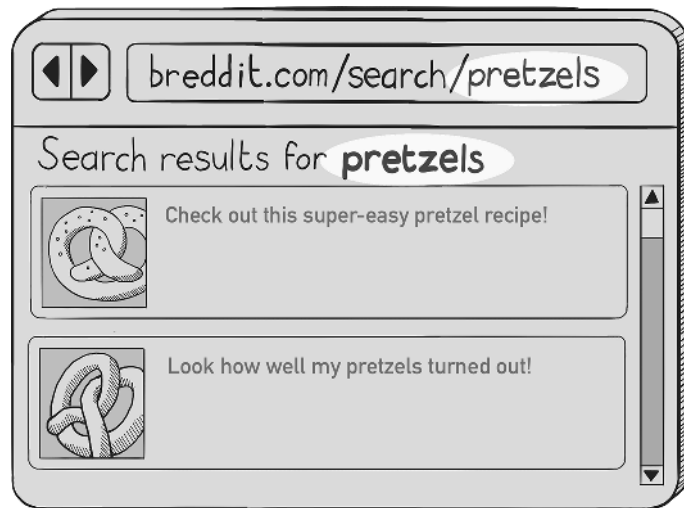 breddit.com/search/pretzels
Search results for pretzels
Check out this super-easy pretzel recipe!
Look how well my pretzels turned out!